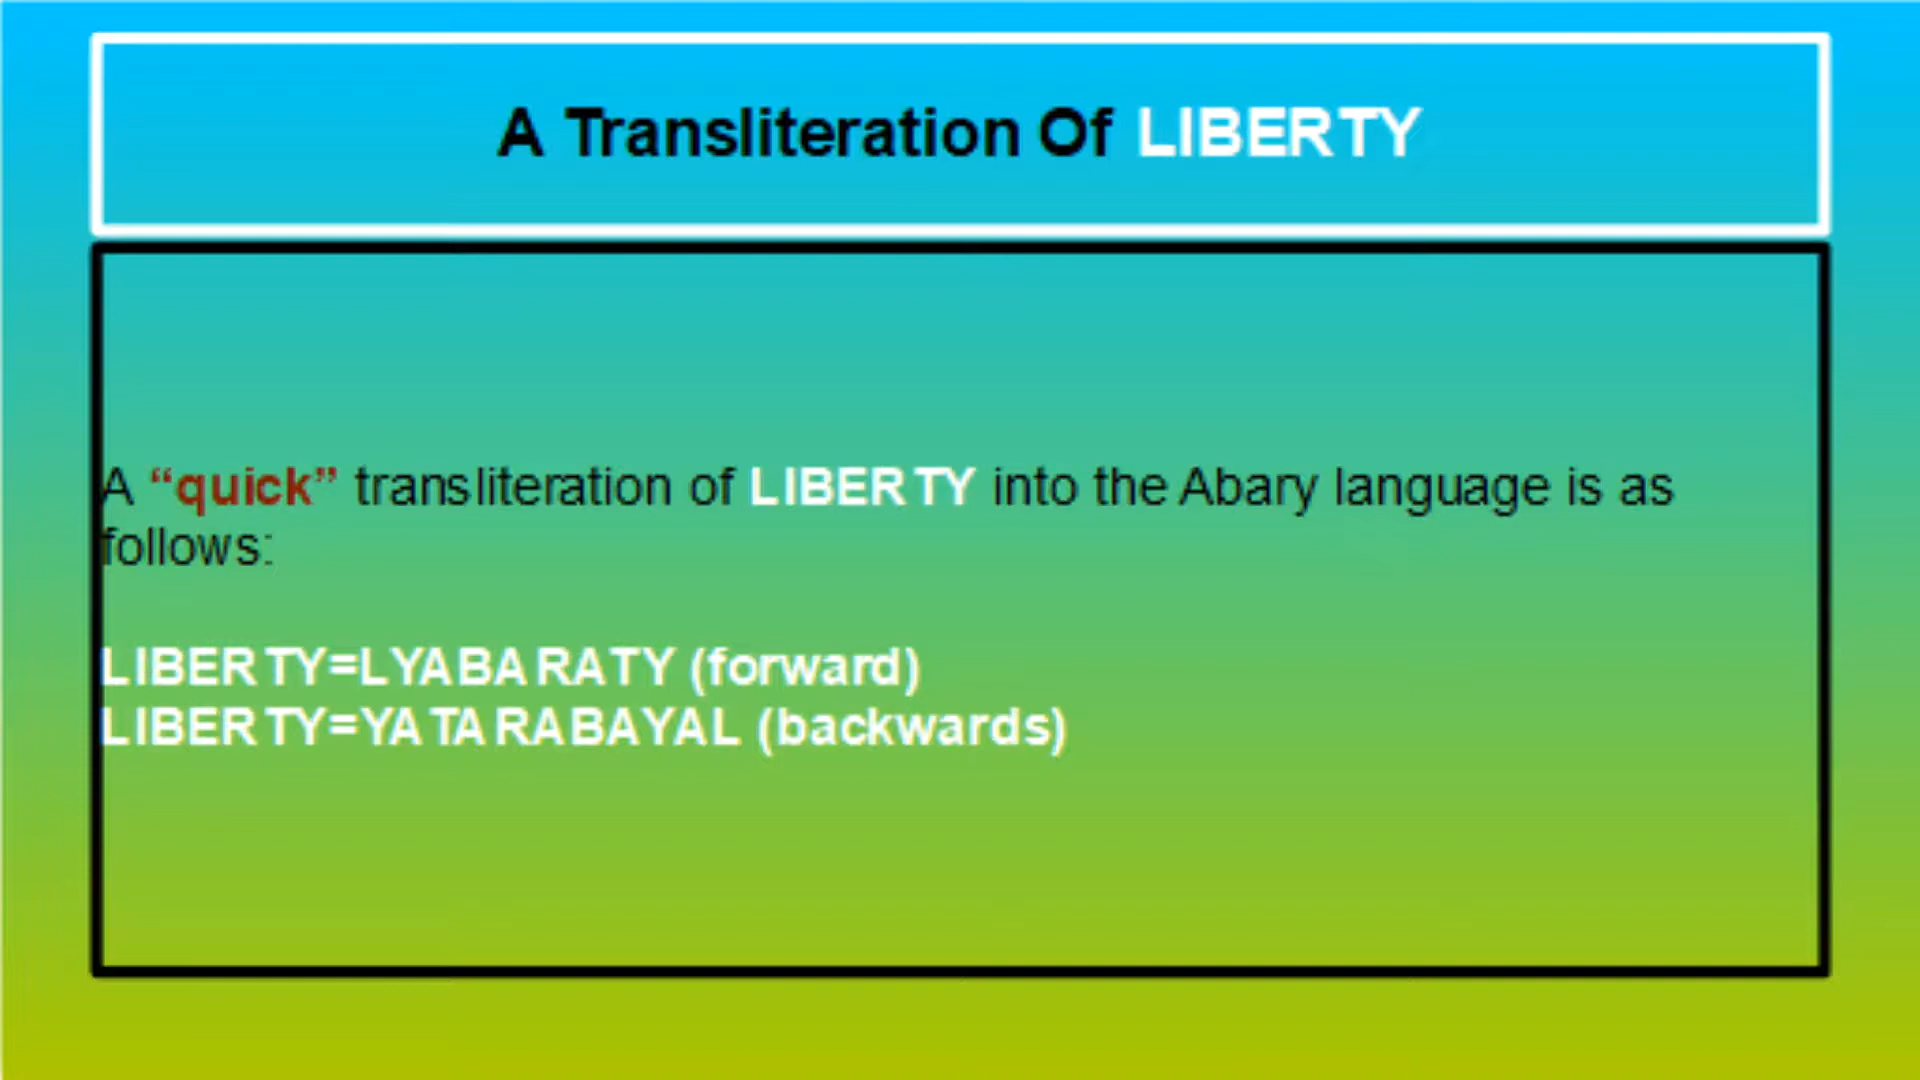 A Transliteration Of LIBERTY
A “quick” transliteration of LIBERTY into the Abary language is as
follows:
LIBERTY=LYABARATY (forward)
LIBERTY=YATARABAYAL (backwards)